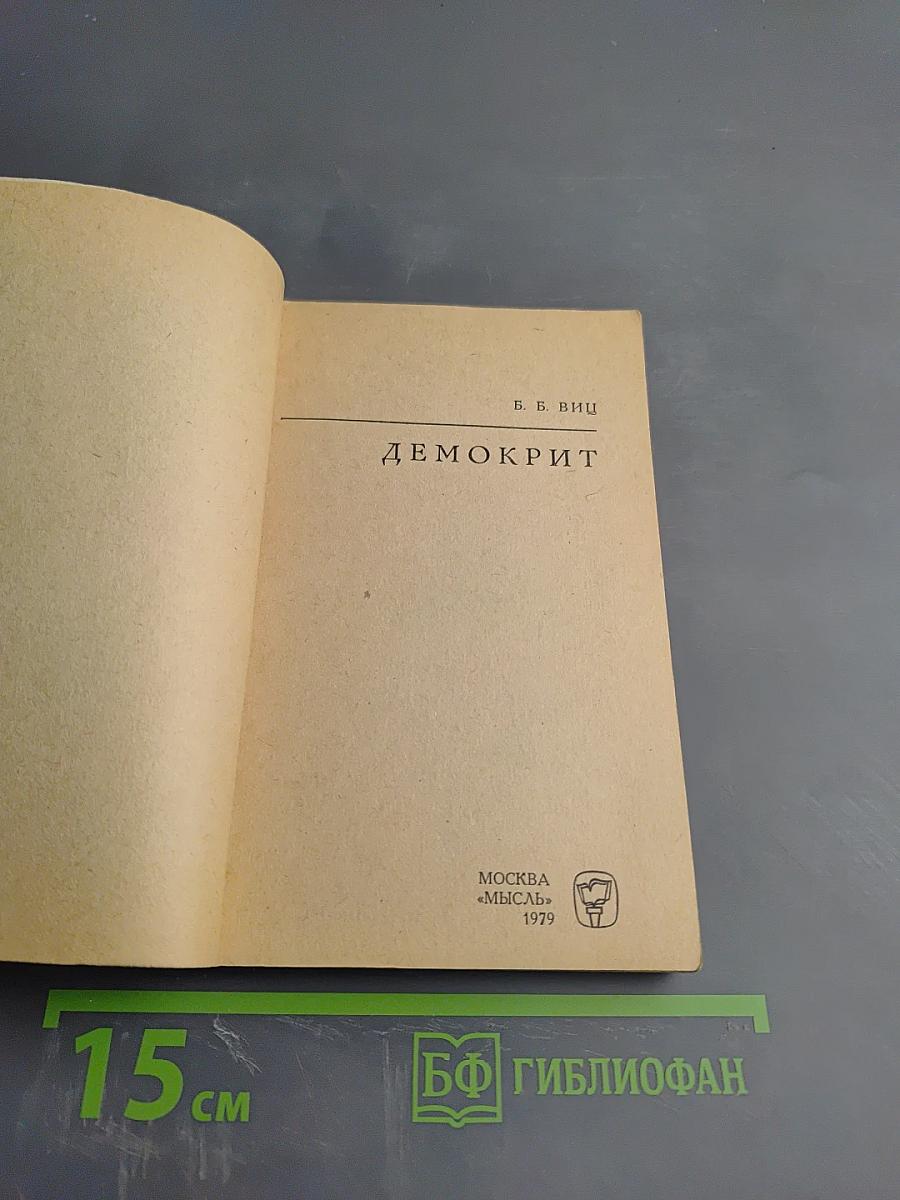 Б. Б. ВИЦ
ДЕМОКРИТ
МОСКВА
«МЫСЛЬ»
1979
15 см
БФ ГИБЛИОФАН